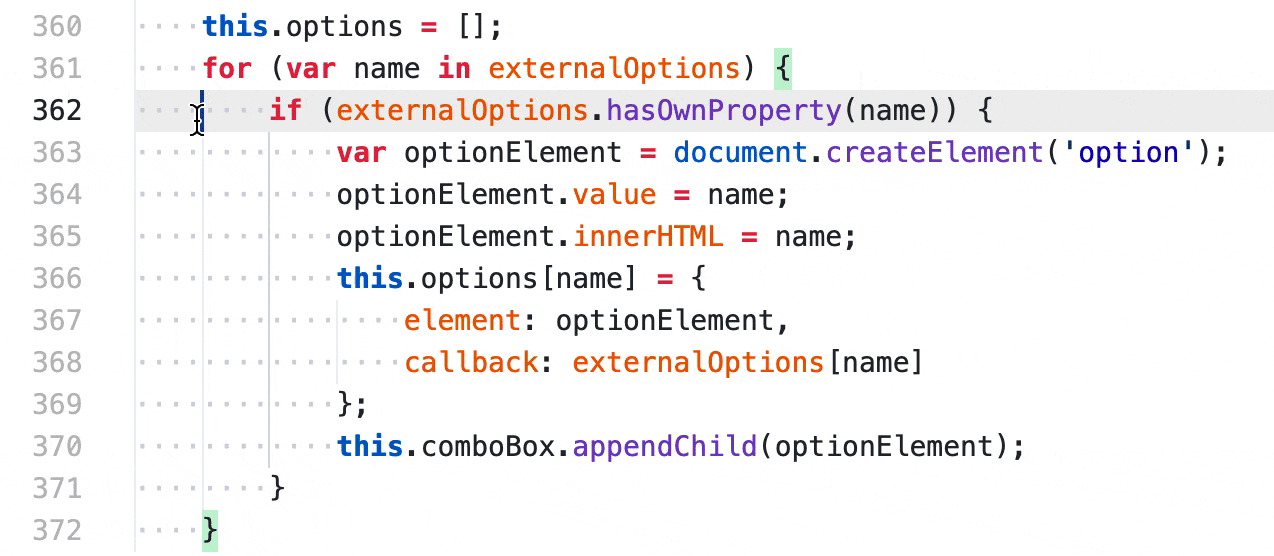 360     this.options = [];
361     for (var name in externalOptions) {
362         if (externalOptions.hasOwnProperty(name)) {
363             var optionElement = document.createElement('option');
364             optionElement.value = name;
365             optionElement.innerHTML = name;
366             this.options[name] = {
367                 element: optionElement,
368                 callback: externalOptions[name]
369             };
370             this.comboBox.appendChild(optionElement);
371         }
372     }